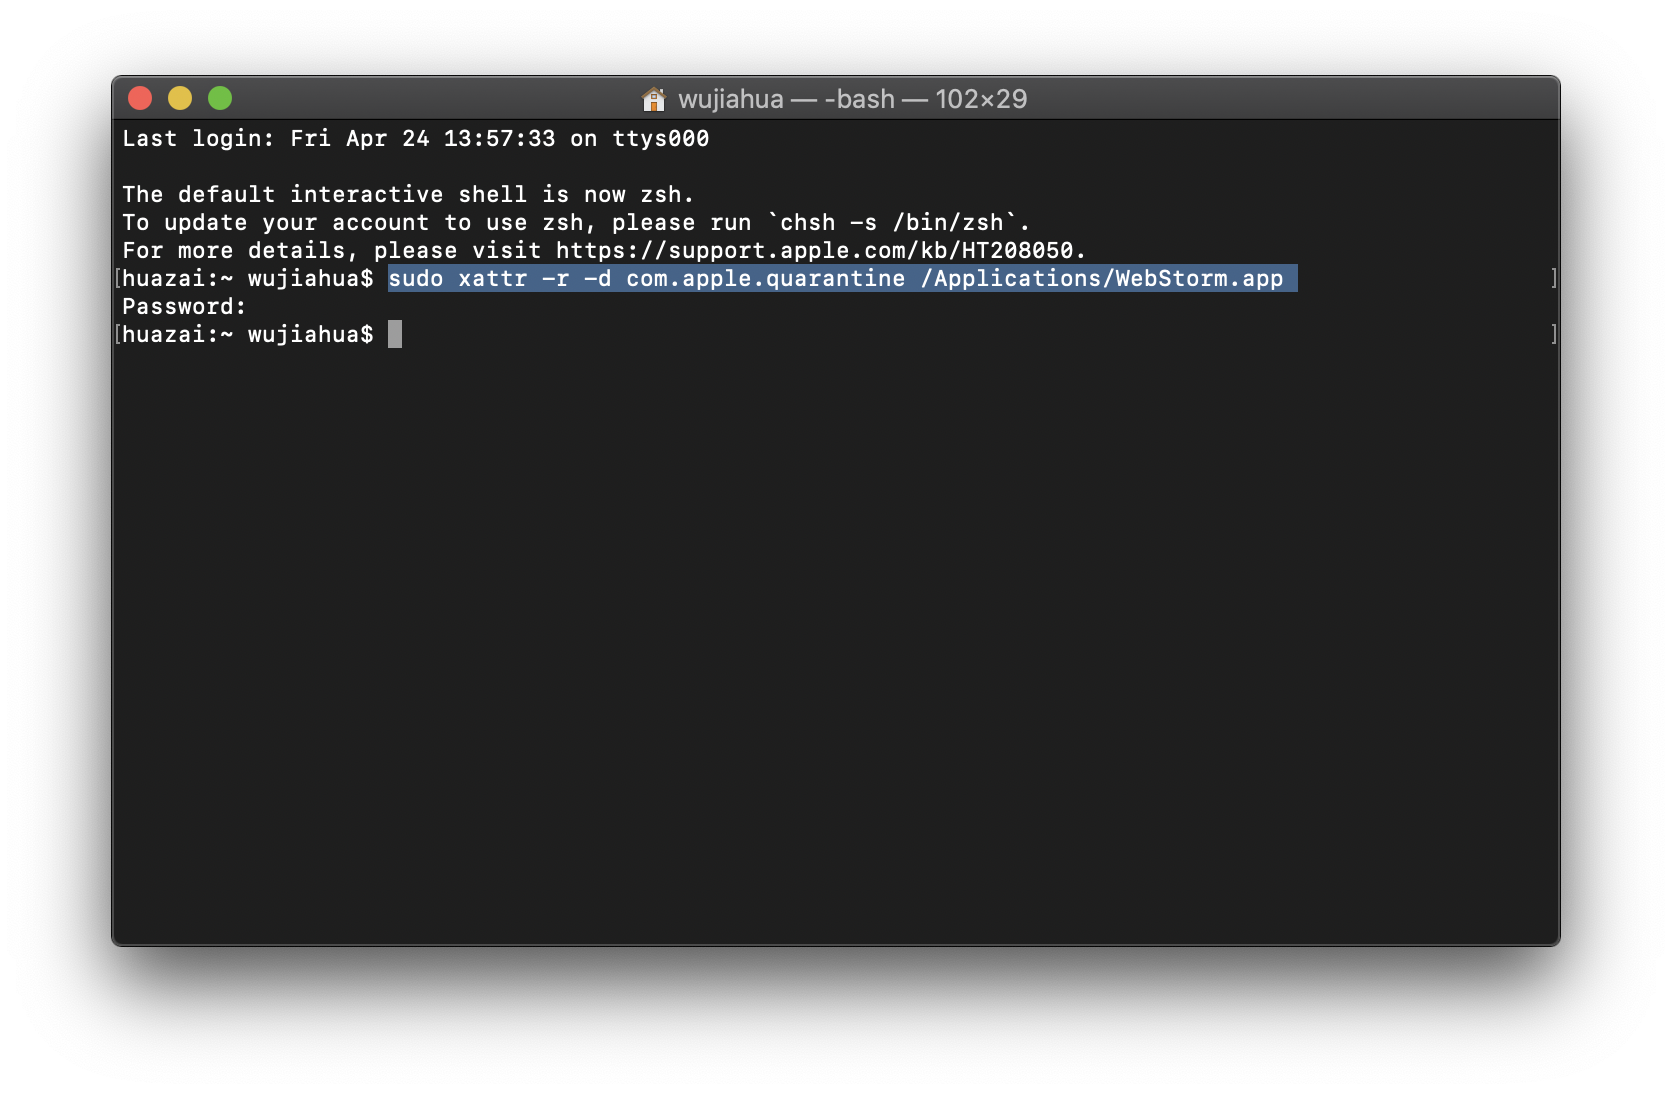 wujiahua — -bash — 102×29
Last login: Fri Apr 24 13:57:33 on ttys000
The default interactive shell is now zsh.
To update your account to use zsh, please run `chsh -s /bin/zsh`.
For more details, please visit https://support.apple.com/kb/HT208050.
[huazai:~ wujiahua$ sudo xattr -r -d com.apple.quarantine /Applications/WebStorm.app ]
Password:
[huazai:~ wujiahua$ ]